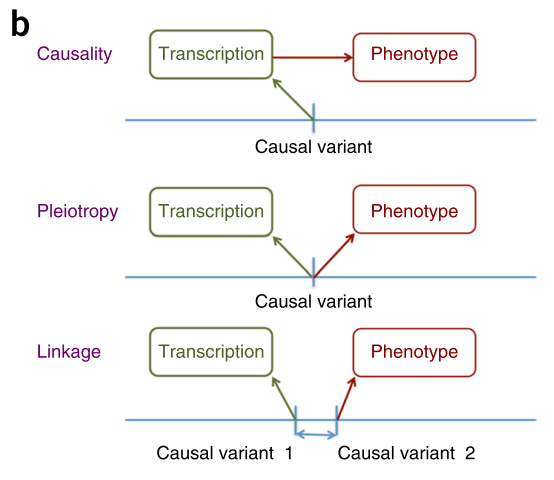 b
Causality
Transcription
Phenotype
Causal variant
Pleiotropy
Transcription
Phenotype
Causal variant
Linkage
Transcription
Phenotype
Causal variant 1
Causal variant 2